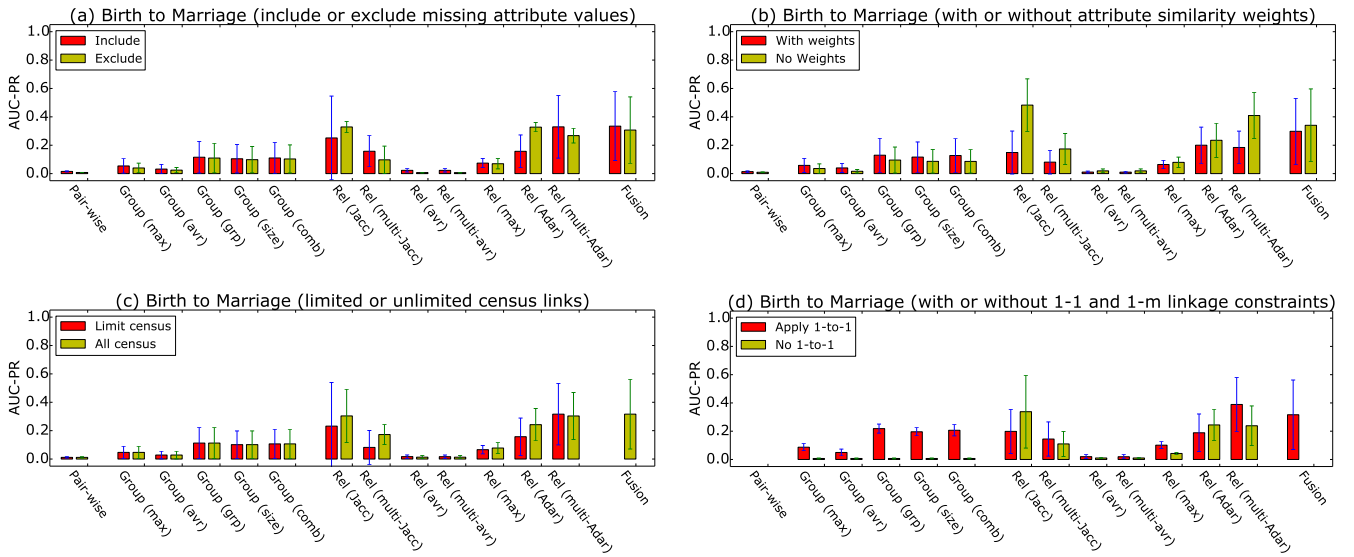 (a) Birth to Marriage (include or exclude missing attribute values)
Include
Exclude
AUC-PR
1.0
0.8
0.6
0.4
0.2
0.0
Pair-wise
Group (max)
Group (avr)
Group (grp)
Group (size)
Group (comb)
Rel (Jacc)
Rel (multi-Jacc)
Rel (avr)
Rel (multi-avr)
Rel (max)
Rel (Adar)
Rel (multi-Adar)
Fusion
(b) Birth to Marriage (with or without attribute similarity weights)
With weights
No Weights
AUC-PR
1.0
0.8
0.6
0.4
0.2
0.0
Pair-wise
Group (max)
Group (avr)
Group (grp)
Group (size)
Group (comb)
Rel (Jacc)
Rel (multi-Jacc)
Rel (avr)
Rel (multi-avr)
Rel (max)
Rel (Adar)
Rel (multi-Adar)
Fusion
(c) Birth to Marriage (limited or unlimited census links)
Limit census
All census
AUC-PR
1.0
0.8
0.6
0.4
0.2
0.0
Pair-wise
Group (max)
Group (avr)
Group (grp)
Group (size)
Group (comb)
Rel (Jacc)
Rel (multi-Jacc)
Rel (avr)
Rel (multi-avr)
Rel (max)
Rel (Adar)
Rel (multi-Adar)
Fusion
(d) Birth to Marriage (with or without 1-1 and 1-m linkage constraints)
Apply 1-to-1
No 1-to-1
AUC-PR
1.0
0.8
0.6
0.4
0.2
0.0
Pair-wise
Group (max)
Group (avr)
Group (grp)
Group (size)
Group (comb)
Rel (Jacc)
Rel (multi-Jacc)
Rel (avr)
Rel (multi-avr)
Rel (max)
Rel (Adar)
Rel (multi-Adar)
Fusion